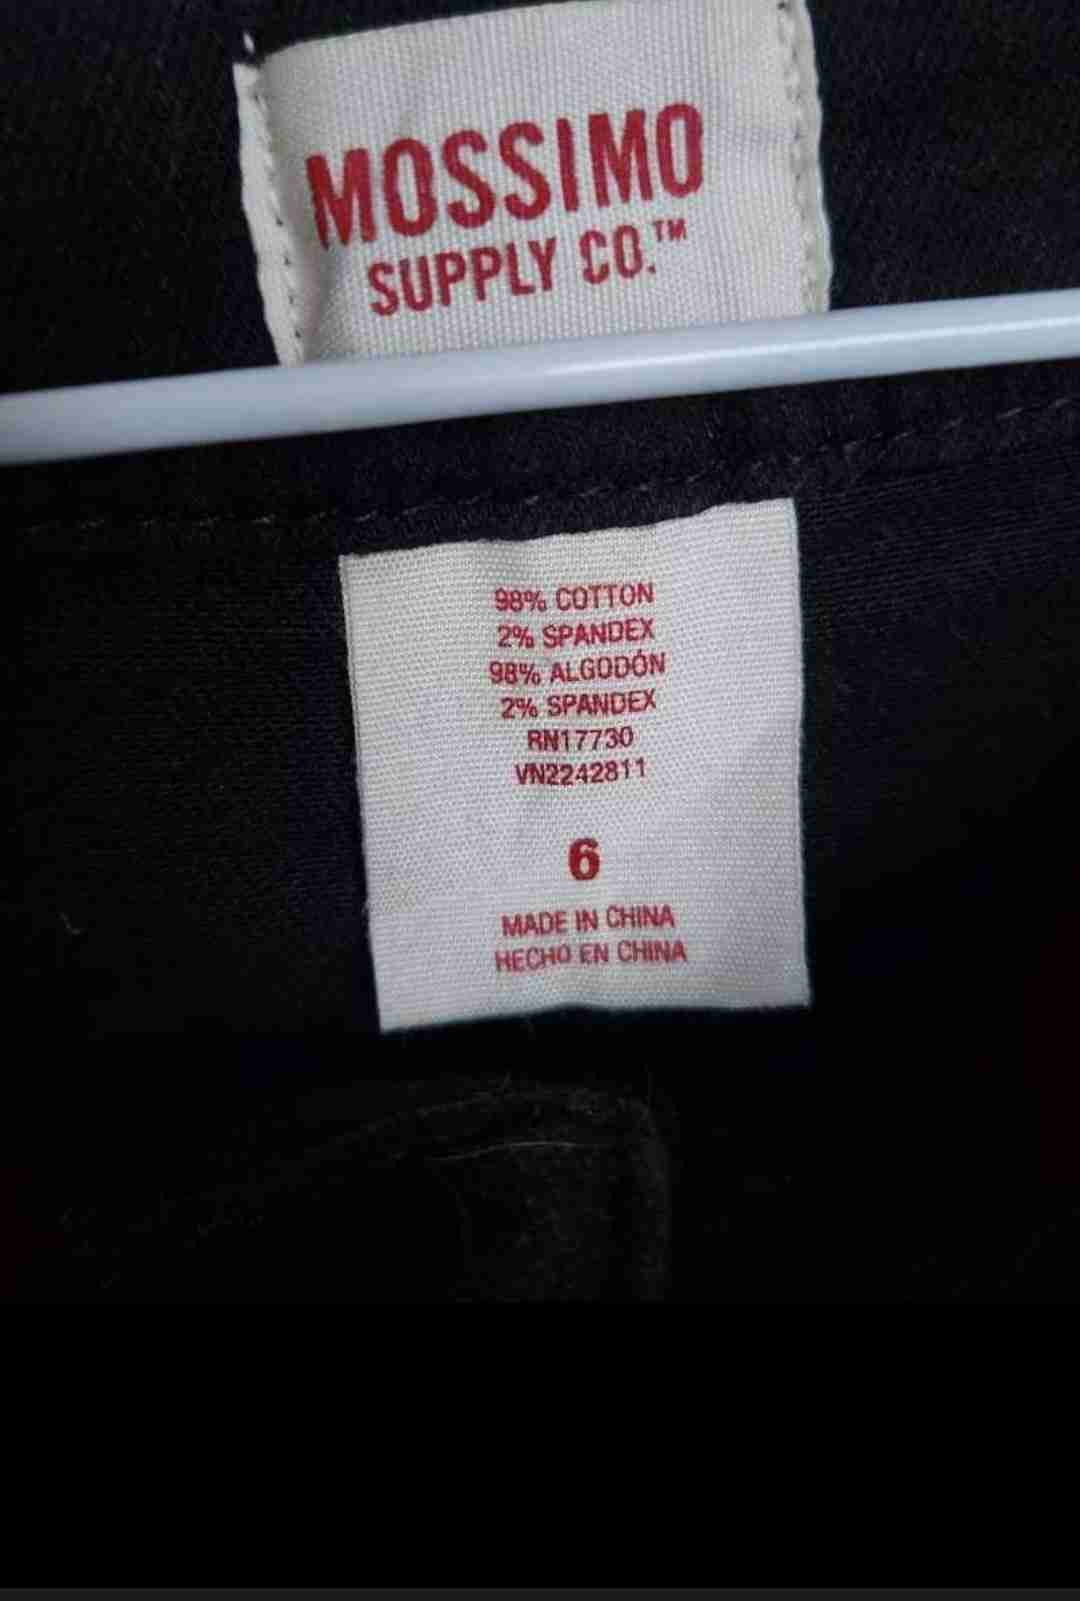 MOSSIMO
SUPPLY CO.™
98% COTTON
2% SPANDEX
98% ALGODÓN
2% SPANDEX
RN17730
VN2242811
6
MADE IN CHINA
HECHO EN CHINA